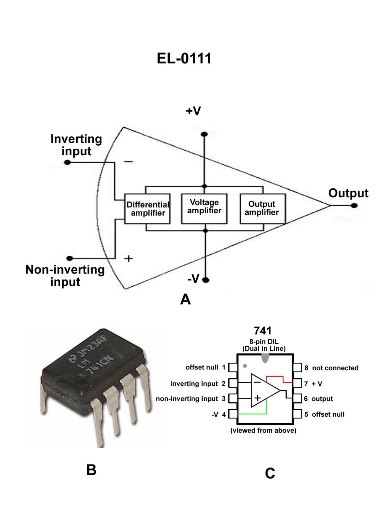 EL-0111
+V
Inverting
input
−
Differential
amplifier
Voltage
amplifier
Output
amplifier
Output
+
Non-inverting
input
-V
A
JM23AF
LM
741CN
B
741
8-pin DIL
(Dual in Line)
offset null 1
8 not connected
inverting input 2
−
7 + V
non-inverting input 3
+
6 output
-V 4
5 offset null
(viewed from above)
C